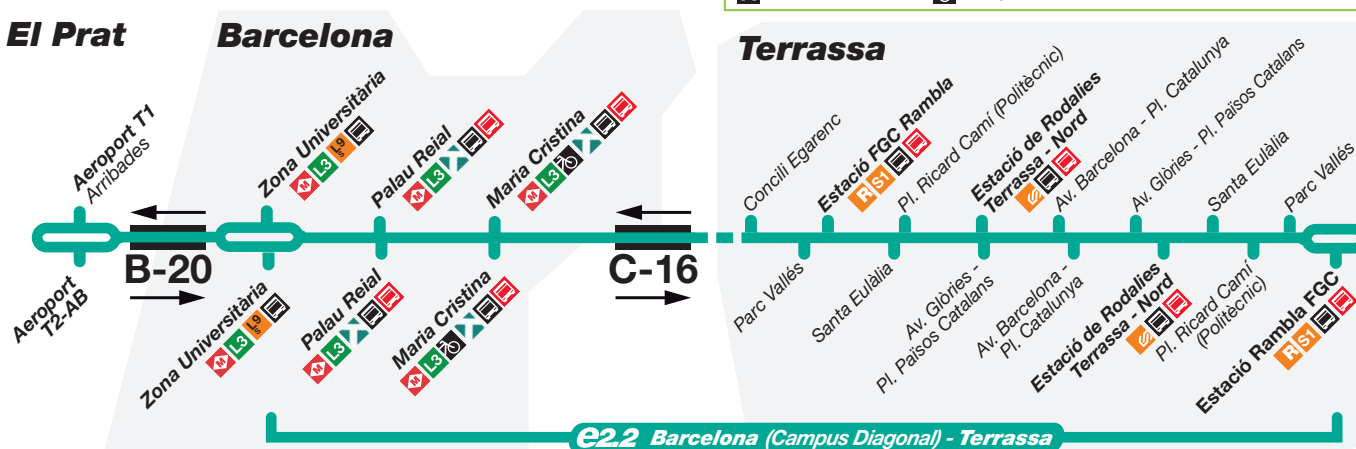 El Prat
Barcelona
Terrassa
Aeroport T1
Arribades
Zona Universitària
M L3 L9S
Palau Reial
M L3
Maria Cristina
M L3
Concili Egarenc
Estació FGC Rambla
R S1
Pl. Ricard Camí (Politècnic)
Estació de Rodalies
Terrassa - Nord
Av. Barcelona - Pl. Catalunya
Av. Glòries - Pl. Països Catalans
Santa Eulàlia
Parc Vallés
B-20
C-16
Aeroport
T2-AB
Zona Universitària
M L3 L9S
Palau Reial
M L3
Maria Cristina
M L3
Parc Vallés
Santa Eulàlia
Av. Glòries -
Pl. Països Catalans
Av. Barcelona -
Pl. Catalunya
Estació de Rodalies
Terrassa - Nord
Pl. Ricard Camí
(Politècnic)
Estació Rambla FGC
R S1
e2.2 Barcelona (Campus Diagonal) - Terrassa